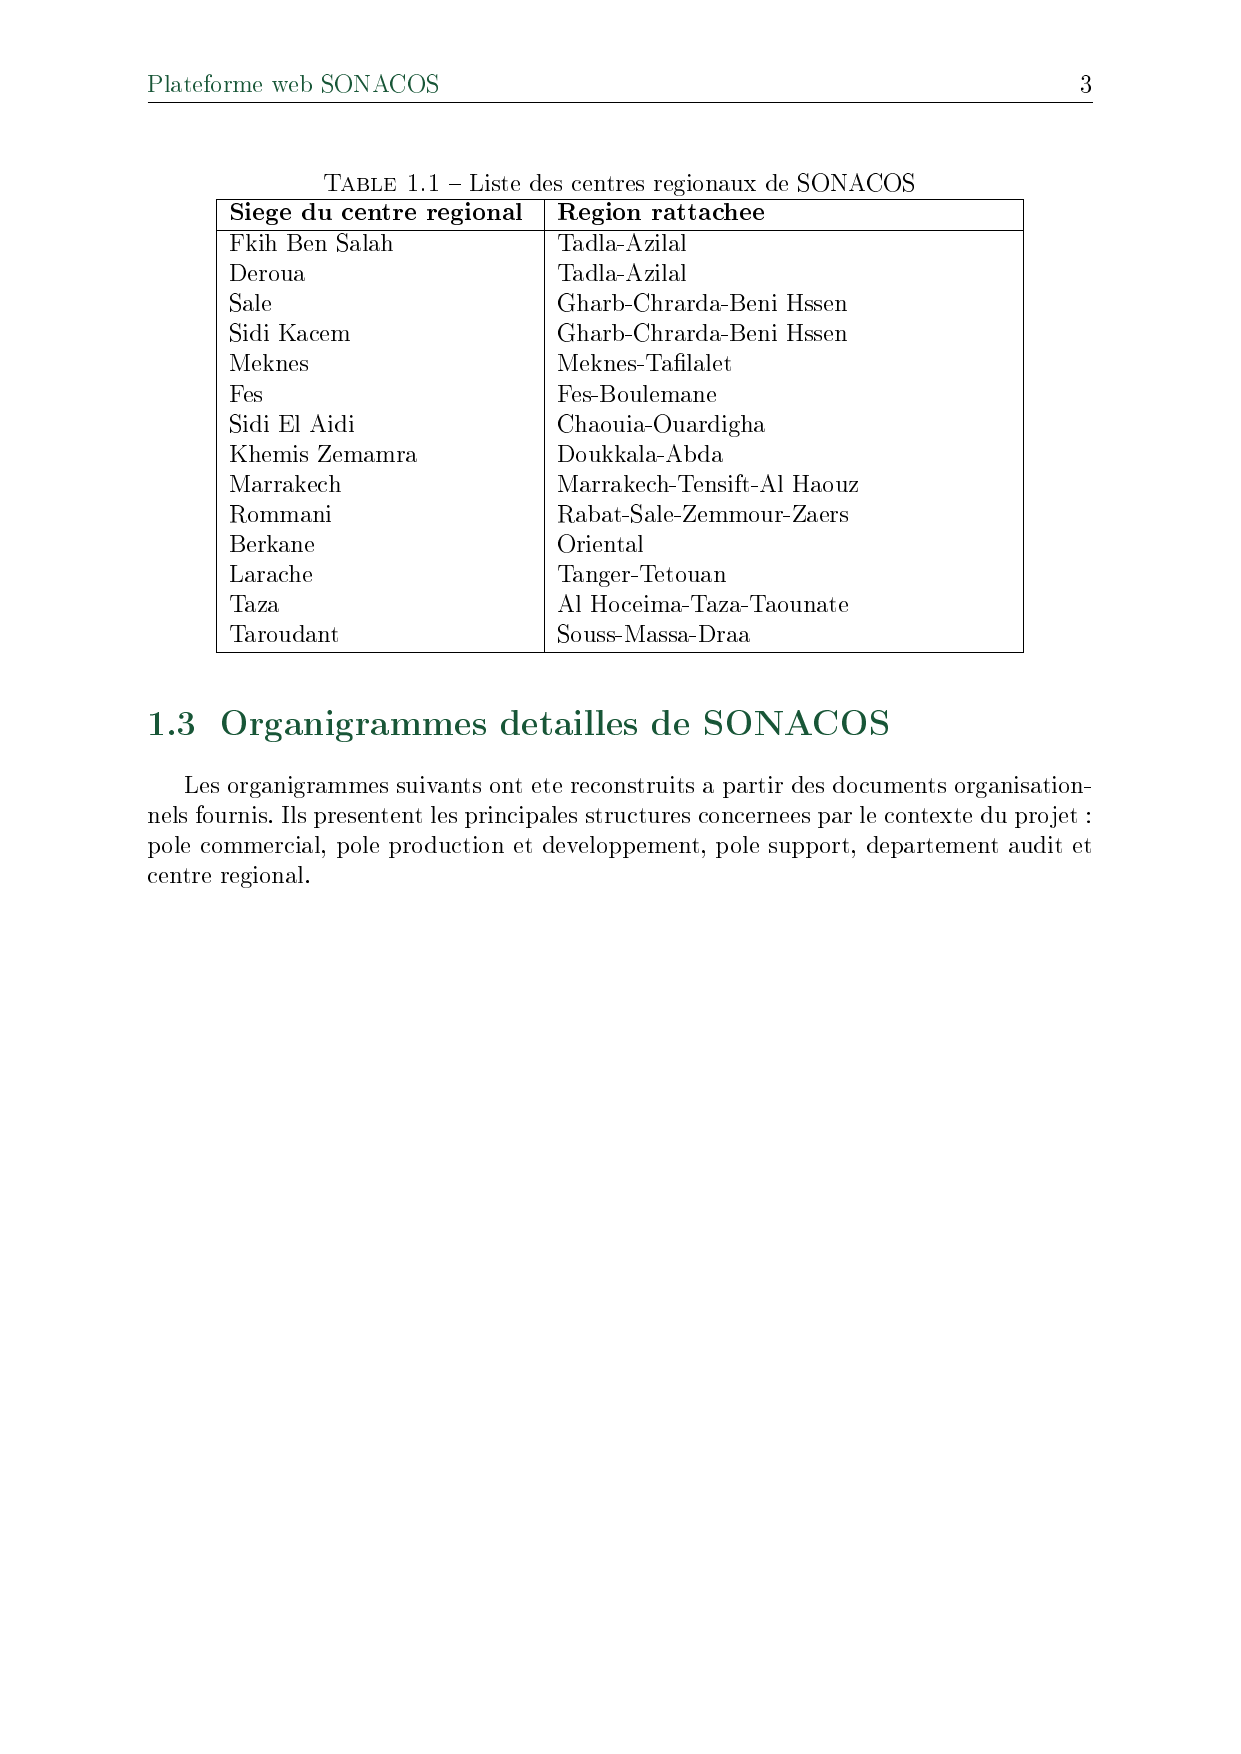 Plateforme web SONACOS 3
TABLE 1.1 – Liste des centres regionaux de SONACOS
Siege du centre regional Region rattachee
Fkih Ben Salah Tadla-Azilal
Deroua Tadla-Azilal
Sale Gharb-Chrarda-Beni Hssen
Sidi Kacem Gharb-Chrarda-Beni Hssen
Meknes Meknes-Tafilalet
Fes Fes-Boulemane
Sidi El Aidi Chaouia-Ouardigha
Khemis Zemamra Doukkala-Abda
Marrakech Marrakech-Tensift-Al Haouz
Rommani Rabat-Sale-Zemmour-Zaers
Berkane Oriental
Larache Tanger-Tetouan
Taza Al Hoceima-Taza-Taounate
Taroudant Souss-Massa-Draa
1.3 Organigrammes detailles de SONACOS
Les organigrammes suivants ont ete reconstruits a partir des documents organisation-
nels fournis. Ils presentent les principales structures concernees par le contexte du projet :
pole commercial, pole production et developpement, pole support, departement audit et
centre regional.